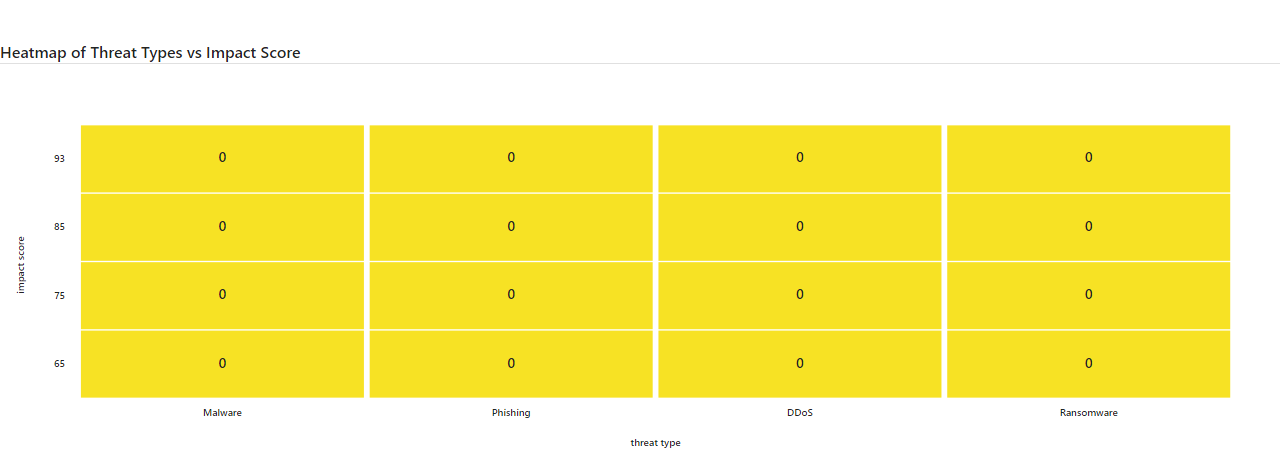 Heatmap of Threat Types vs Impact Score
93 0 0 0 0
85 0 0 0 0
75 0 0 0 0
65 0 0 0 0
impact score
Malware Phishing DDoS Ransomware
threat type